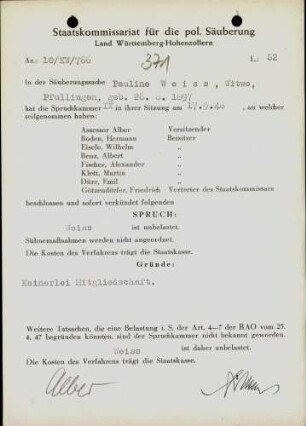 Staatskommissariat für die pol. Säuberung
Land Württemberg-Hohenzollern
Az: 10/KW/766
371
L: 52
In der Säuberungssache Pauline Weiss, Witwe,
Pfullingen, geb. 26.
hat die Spruchkammer IX in ihrer Sitzung am 17.9.48, an welcher
teilgenommen haben:
Assessor Alber Vorsitzender
Boden, Hermann Beisitzer
Eisele, Wilhelm "
Benz, Albert "
Fischer, Alexander "
Klett, Martin "
Dürr, Emil "
Götzendörfer, Friedrich Vertreter des Staatskommissars
beschlossen und sofort verkündet folgenden
SPRUCH:
Weiss ist unbelastet.
Sühnemaßnahmen werden nicht angeordnet.
Die Kosten des Verfahrens trägt die Staatskasse.
Gründe:
Keinerlei Mitgliedschaft.
Weitere Tatsachen, die eine Belastung i. S. der Art. 4—7 der RAO vom 23.
4. 47 begründen könnten, sind der Spruchkammer nicht bekannt geworden.
Weiss ist daher unbelastet.
Die Kosten des Verfahrens trägt die Staatskasse.
Alber